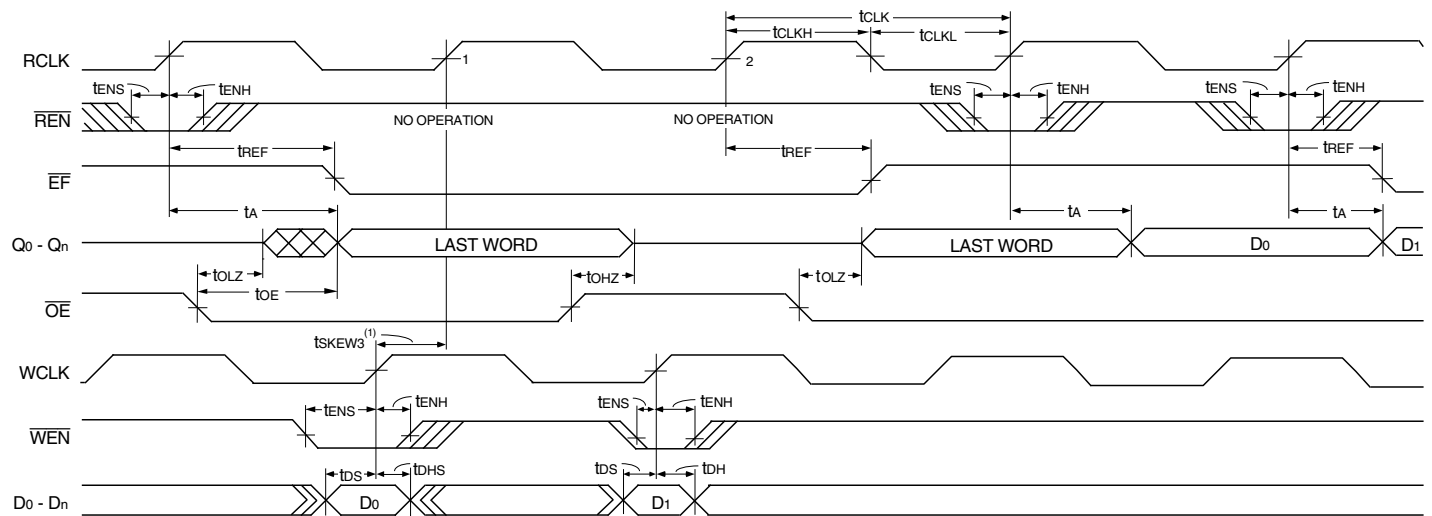 tCLK
tCLKH tCLKL
RCLK 1 2
tENS tENH tENS tENH tENS tENH
REN
NO OPERATION NO OPERATION
tREF tREF tREF
EF
tA tA tA
Q0 - Qn LAST WORD LAST WORD D0 D1
tOLZ tOHZ tOLZ
tOE
OE
tSKEW3(1)
WCLK
tENS tENH tENS tENH
WEN
tDS tDHS tDS tDH
D0 - Dn D0 D1